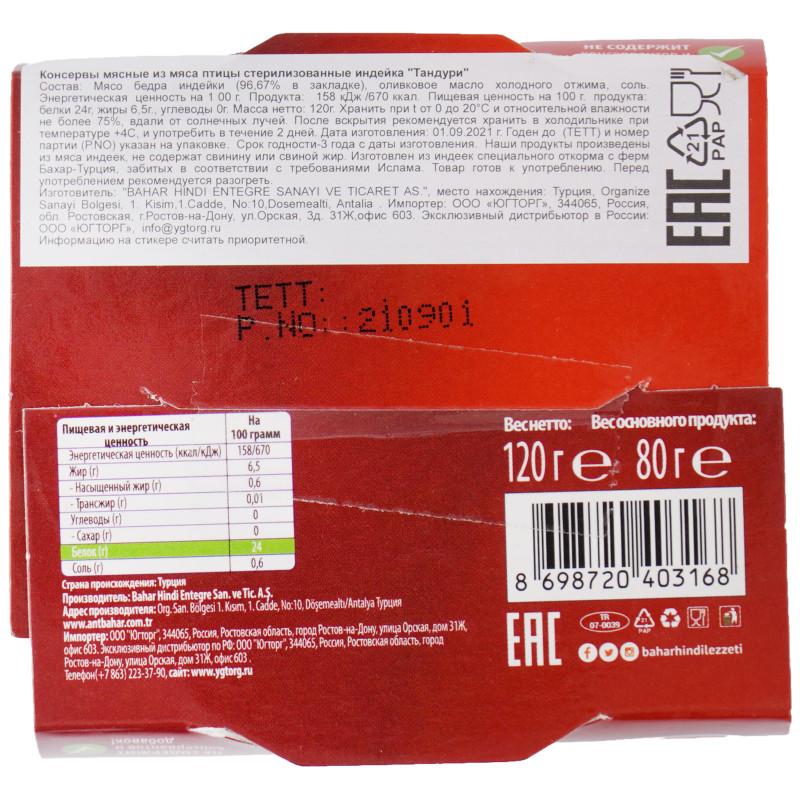 НЕ СОДЕРЖИТ
Консервы мясные из мяса птицы стерилизованные индейка "Тандури"
Состав: Мясо бедра индейки (96,67% в закладке), оливковое масло холодного отжима, соль.
Энергетическая ценность на 1 00 г. Продукта: 158 кДж /670 ккал. Пищевая ценность на 100 г. продукта:
белки 24г, жиры 6,5г., углеводы 0г. Масса нетто: 120г. Хранить при t от 0 до 20°С и относительной влажности
не более 75%, вдали от солнечных лучей. После вскрытия рекомендуется хранить в холодильнике при
температуре +4С, и употребить в течение 2 дней. Дата изготовления: 01.09.2021 г. Годен до (ТЕТТ) и номер
партии (P.NO) указан на упаковке. Срок годности-3 года с даты изготовления. Наши продукты произведены
из мяса индеек, не содержат свинину или свиной жир. Изготовлен из индеек специального откорма с ферм
Бахар-Турция, забитых в соответствии с требованиями Ислама. Товар готов к употреблению. Перед
употреблением рекомендуется разогреть.
Изготовитель: "BAHAR HINDI ENTEGRE SANAYI VE TICARET AS.", место нахождения: Турция, Organize
Sanayi Bolgesi, 1. Kisim,1.Cadde, No:10,Dosemealti, Antalia . Импортер: ООО «ЮГТОРГ», 344065, Россия,
обл. Ростовская, г.Ростов-на-Дону, ул.Орская, 3д. 31Ж,офис 603. Эксклюзивный дистрибьютор в России:
ООО «ЮГТОРГ», info@ygtorg.ru
Информацию на стикере считать приоритетной.
21
PAP
EAC
TETT:
P.NO.:210901
Пищевая и энергетическая ценность На 100 грамм
Энергетическая ценность (ккал/кДж) 158/670
Жир (г) 6,5
- Насыщенный жир (г) 0,6
- Трансжир (г) 0,01
Углеводы (г) 0
- Сахар (г) 0
Белок (г) 24
Соль (г) 0,6
Вес нетто: Вес основного продукта:
120 г ℮ 80 г ℮
8 698720 403168
EAC
TR
07-0039
21
PAP
baharhindilezzeti
Страна происхождения: Турция
Производитель: Bahar Hindi Entegre San. ve Tic. A.Ş.
Адрес производителя: Org. San. Bölgesi 1. Kısım, 1. Cadde, No:10, Döşemealtı/Antalya Турция
www.antbahar.com.tr
Импортер: ООО "Югторг", 344065, Россия, Ростовская область, город Ростов-на-Дону, улица Орская, дом 31Ж,
офис 603. Эксклюзивный дистрибьютор по РФ: ООО "Югторг", 344065, Россия, Ростовская область, город
Ростов-на-Дону, улица Орская, дом 31Ж, офис 603 .
Телефон(+7 863) 223-37-90, сайт: www.ygtorg.ru
НЕ СОДЕРЖИТ
консервантов и
добавок!